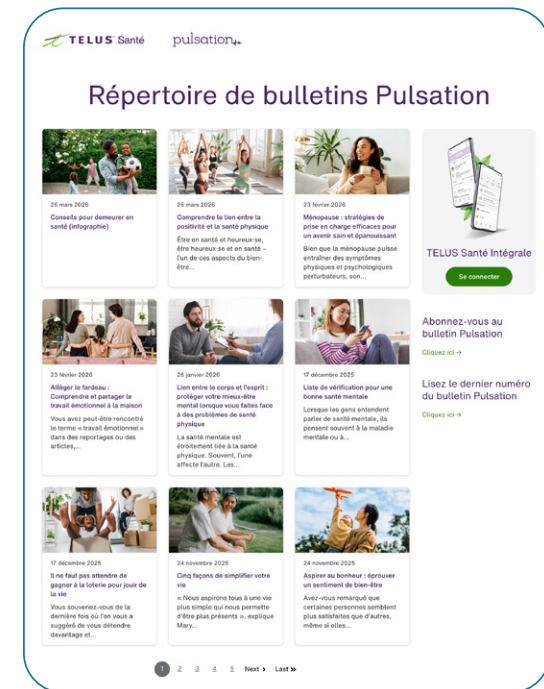 TELUS Santé
pulsation
Répertoire de bulletins Pulsation
26 mars 2026
Conseils pour demeurer en
santé (infographie)
26 mars 2026
Comprendre le lien entre la
positivité et la santé physique
Être en santé et heureux·se,
être heureux·se et en santé –
l'un de ces aspects du bien-
être...
23 février 2026
Ménopause : stratégies de
prise en charge efficaces pour
un avenir sain et épanouissant
Bien que la ménopause puisse
entraîner des symptômes
physiques et psychologiques
perturbateurs, son...
TELUS Santé Intégrale
Se connecter
Abonnez-vous au
bulletin Pulsation
Cliquez ici →
Lisez le dernier numéro
du bulletin Pulsation
Cliquez ici →
23 février 2026
Alléger le fardeau :
Comprendre et partager le
travail émotionnel à la maison
Vous avez peut-être rencontré
le terme « travail émotionnel »
dans des reportages ou des
articles,...
26 janvier 2026
Lien entre le corps et l'esprit :
protéger votre mieux-être
mental lorsque vous faites face
à des problèmes de santé
physique
La santé mentale est
étroitement liée à la santé
physique. Souvent, l'une
affecte l'autre. Les...
17 décembre 2025
Liste de vérification pour une
bonne santé mentale
Lorsque les gens entendent
parler de santé mentale, ils
pensent souvent à la maladie
mentale ou à...
17 décembre 2025
Il ne faut pas attendre de
gagner à la loterie pour jouir de
la vie
Vous souvenez-vous de la
dernière fois où l'on vous a
suggéré de vous détendre
davantage et...
24 novembre 2025
Cinq façons de simplifier votre
vie
« Nous aspirons tous à une vie
plus simple qui nous permette
d'être plus présents », explique
Mary...
24 novembre 2025
Aspirer au bonheur : éprouver
un sentiment de bien-être
Avez-vous remarqué que
certaines personnes semblent
plus satisfaites que d'autres,
même si elles...
1 2 3 4 5 Next › Last »